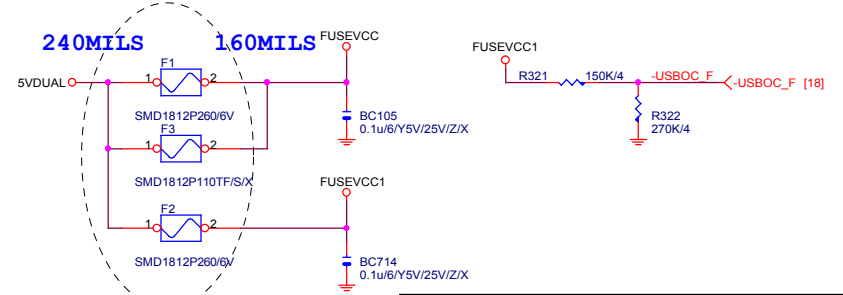 240MILS 160MILS FUSEVCC
F1
5VDUAL 1 2
SMD1812P260/6V
BC105
0.1u/6/Y5V/25V/Z/X
F3
1 2
SMD1812P110TF/S/X
FUSEVCC1
F2
1 2
SMD1812P260/6V
BC714
0.1u/6/Y5V/25V/Z/X
FUSEVCC1
R321 150K/4 -USBOC_F -USBOC_F [18]
R322
270K/4